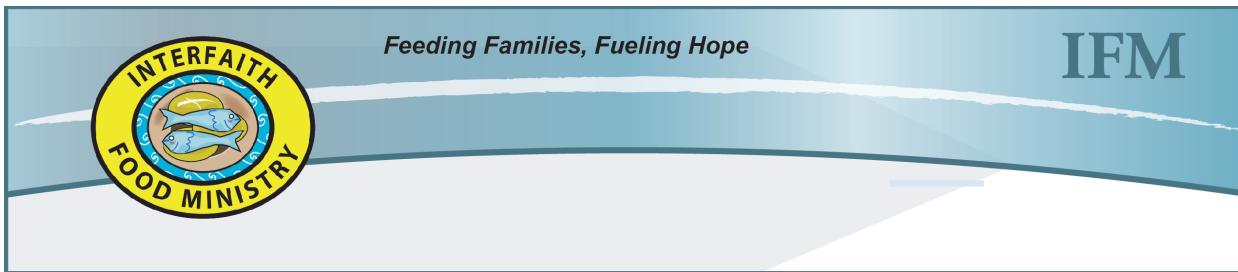 Feeding Families, Fueling Hope
IFM
INTERFAITH
FOOD MINISTRY